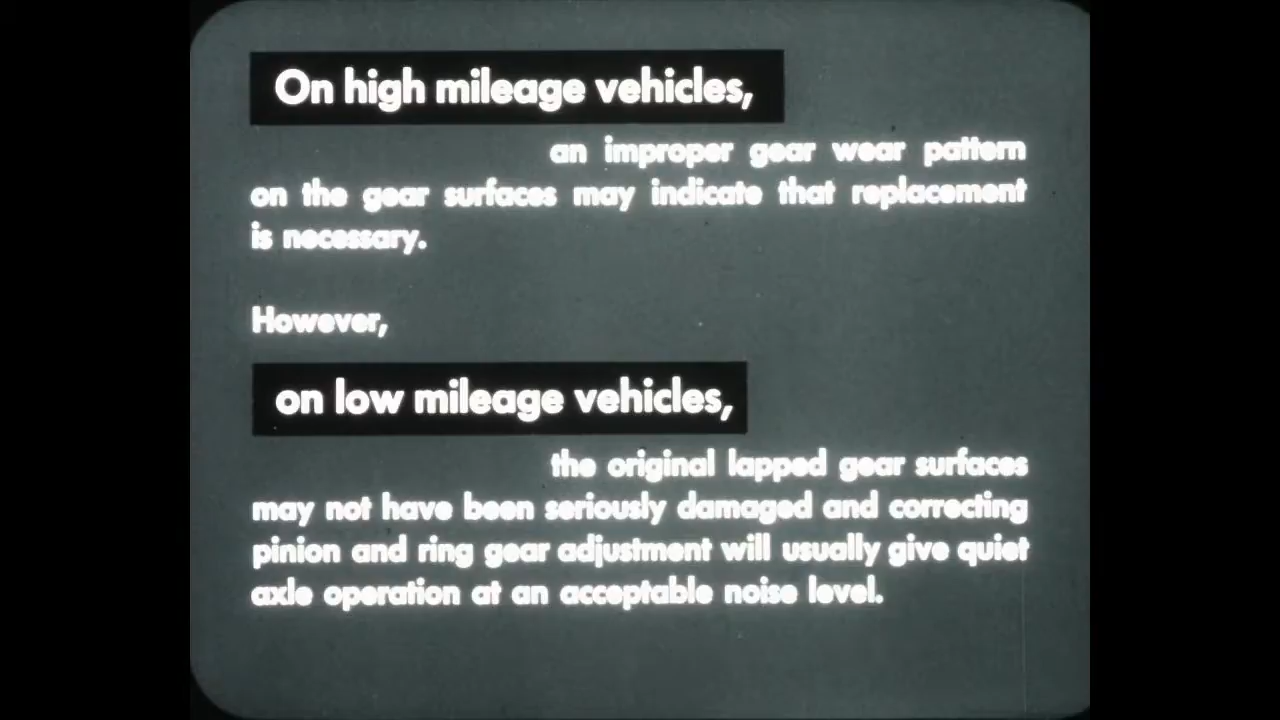 On high mileage vehicles,
an improper gear wear pattern
on the gear surfaces may indicate that replacement
is necessary.
However,
on low mileage vehicles,
the original lapped gear surfaces
may not have been seriously damaged and correcting
pinion and ring gear adjustment will usually give quiet
axle operation at an acceptable noise level.